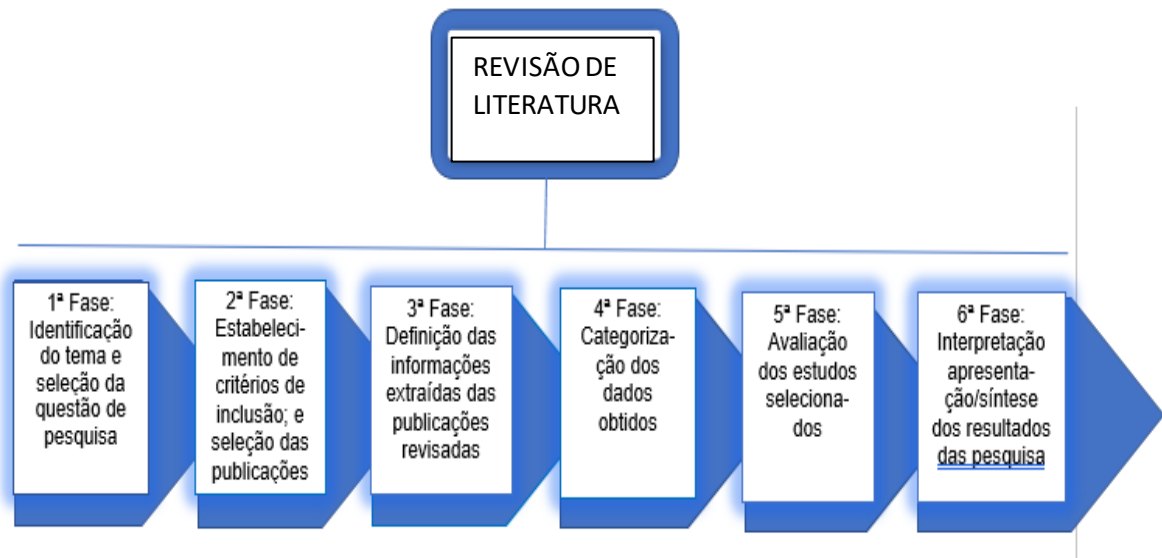 REVISÃO DE
LITERATURA
1ª Fase:
Identificação
do tema e
seleção da
questão de
pesquisa
2ª Fase:
Estabeleci-
mento de
critérios de
inclusão; e
seleção das
publicações
3ª Fase:
Definição das
informações
extraídas das
publicações
revisadas
4ª Fase:
Categoriza-
ção dos
dados
obtidos
5ª Fase:
Avaliação
dos estudos
seleciona-
dos
6ª Fase:
Interpretação
apresenta-
ção/síntese
dos resultados
das pesquisa